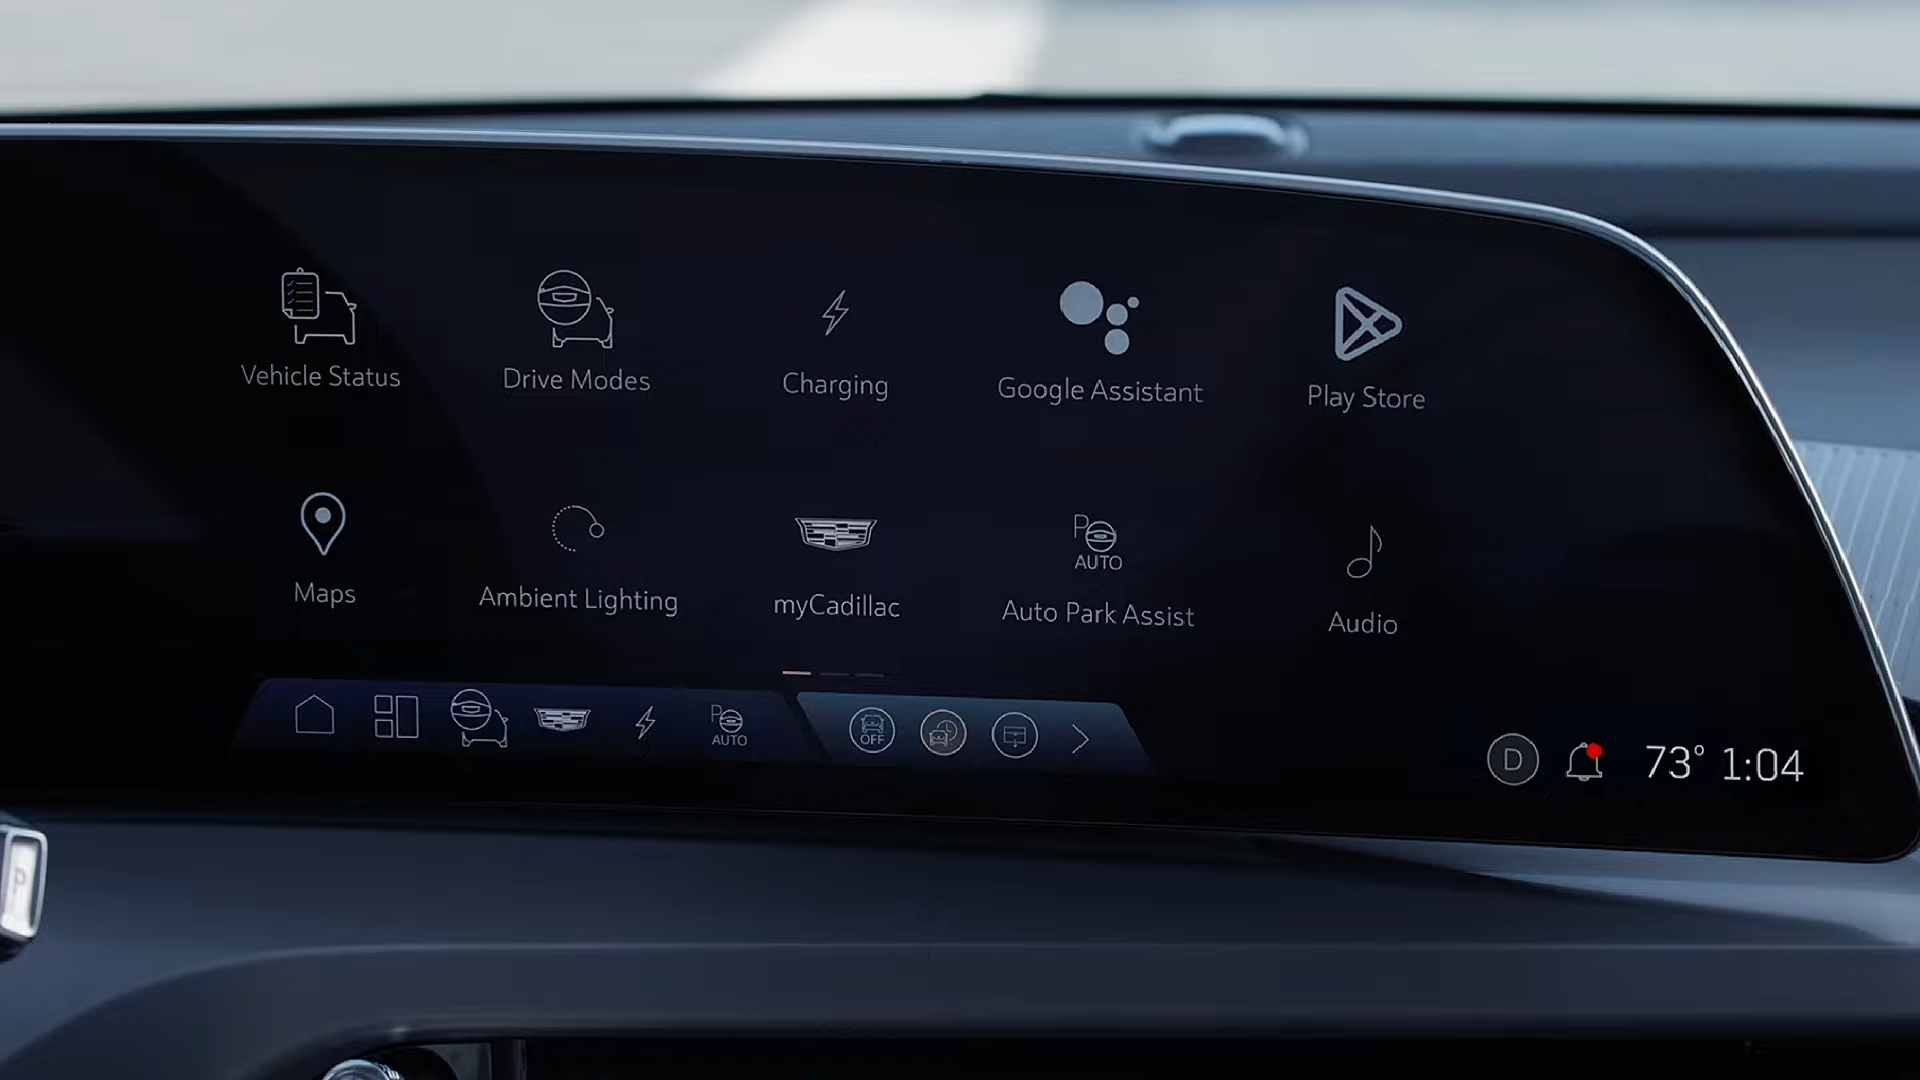 Vehicle Status
Drive Modes
Charging
Google Assistant
Play Store
P
AUTO
Maps
Ambient Lighting
myCadillac
Auto Park Assist
Audio
P
AUTO
OFF
D
73° 1:04
P